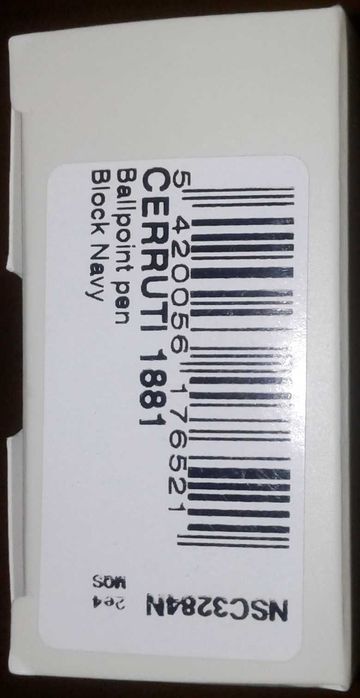 5 420056 176521
CERRUTI 1881
Ballpoint pen
Block Navy
NSC3284N
2e4
MQS